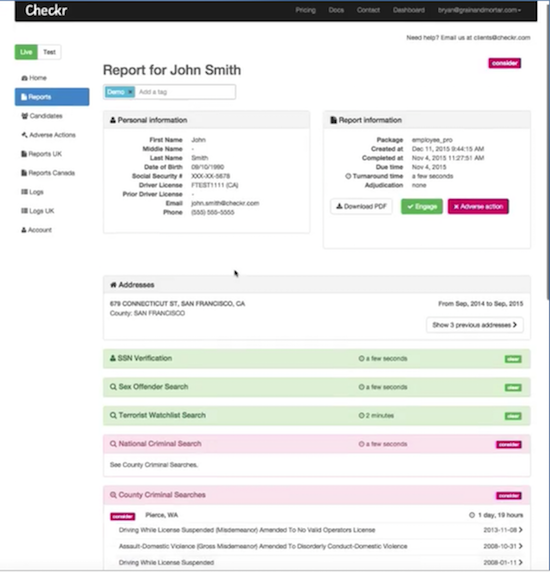 Checkr
Pricing Docs Contact Dashboard bryan@grainandmortar.com
Need help? Email us at clients@checkr.com
Live Test
Report for John Smith
consider
Demo × Add a tag
Home
Reports
Candidates
Adverse Actions
Reports UK
Reports Canada
Logs
Logs UK
Account
Personal information
First Name John
Middle Name -
Last Name Smith
Date of Birth 08/10/1990
Social Security # XXX-XX-5678
Driver License FTEST1111 (CA)
Prior Driver License -
Email john.smith@checkr.com
Phone (555) 555-5555
Report information
Package employee_pro
Created at Dec 11, 2015 9:44:15 AM
Completed at Nov 4, 2015 11:27:51 AM
Due time Nov 4, 2015
Turnaround time a few seconds
Adjudication none
Download PDF Engage Adverse action
Addresses
679 CONNECTICUT ST, SAN FRANCISCO, CA From Sep, 2014 to Sep, 2015
County: SAN FRANCISCO
Show 3 previous addresses
SSN Verification a few seconds clear
Sex Offender Search a few seconds clear
Terrorist Watchlist Search 2 minutes clear
National Criminal Search a few seconds consider
See County Criminal Searches.
County Criminal Searches consider
consider Pierce, WA 1 day, 19 hours
Driving While License Suspended (Misdemeanor) Amended To No Valid Operators License 2013-11-08
Assault-Domestic Violence (Gross Misdemeanor) Amended To Disorderly Conduct-Domestic Violence 2008-10-31
Driving While License Suspended 2008-01-11